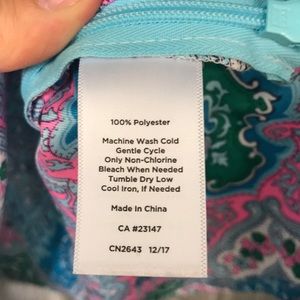 100% Polyester
Machine Wash Cold
Gentle Cycle
Only Non-Chlorine
Bleach When Needed
Tumble Dry Low
Cool Iron, If Needed
Made In China
CA #23147
CN2643 12/17